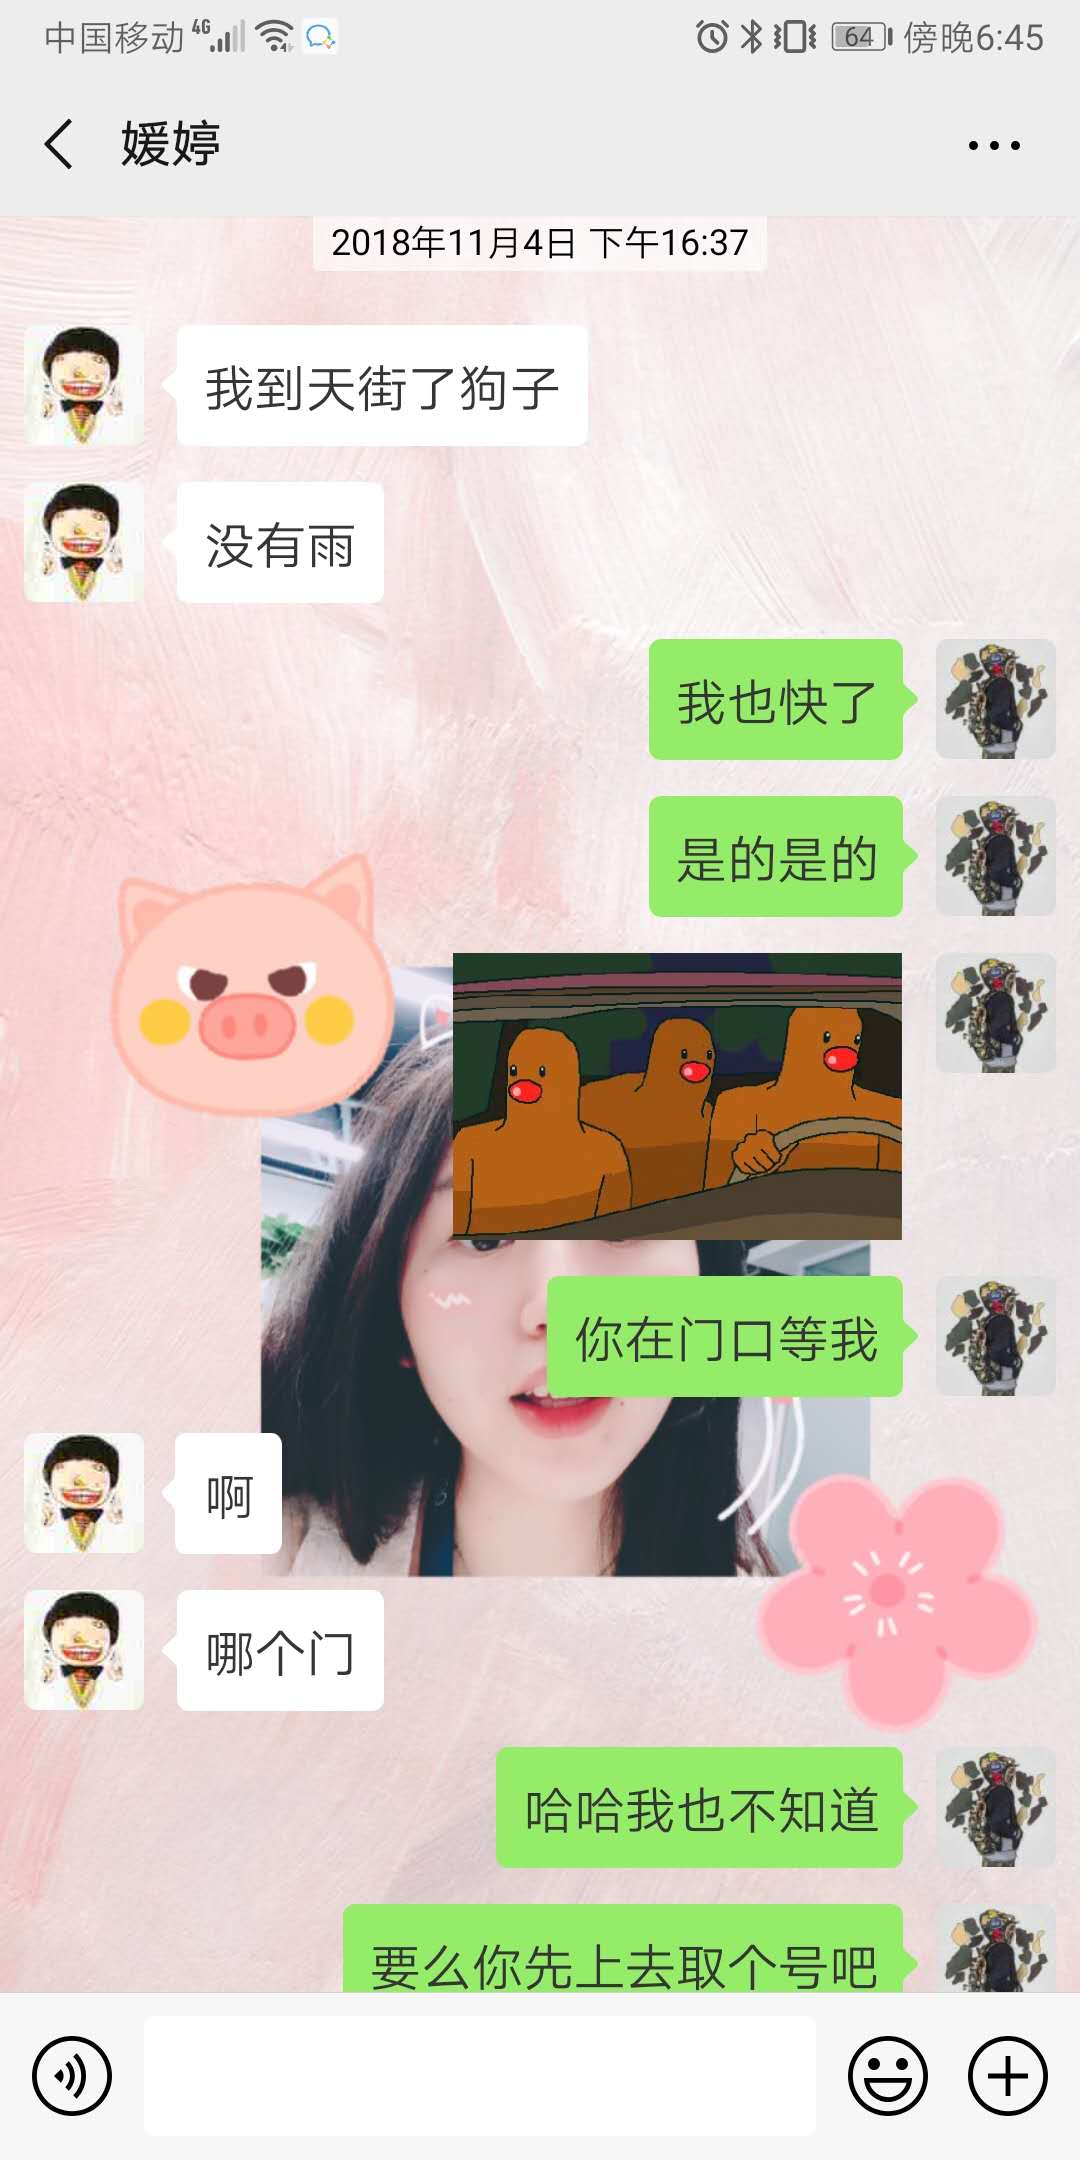 中国移动 4G 64 傍晚6:45
媛婷
2018年11月4日 下午16:37
我到天街了狗子
没有雨
我也快了
是的是的
你在门口等我
啊
哪个门
哈哈我也不知道
要么你先上去取个号吧